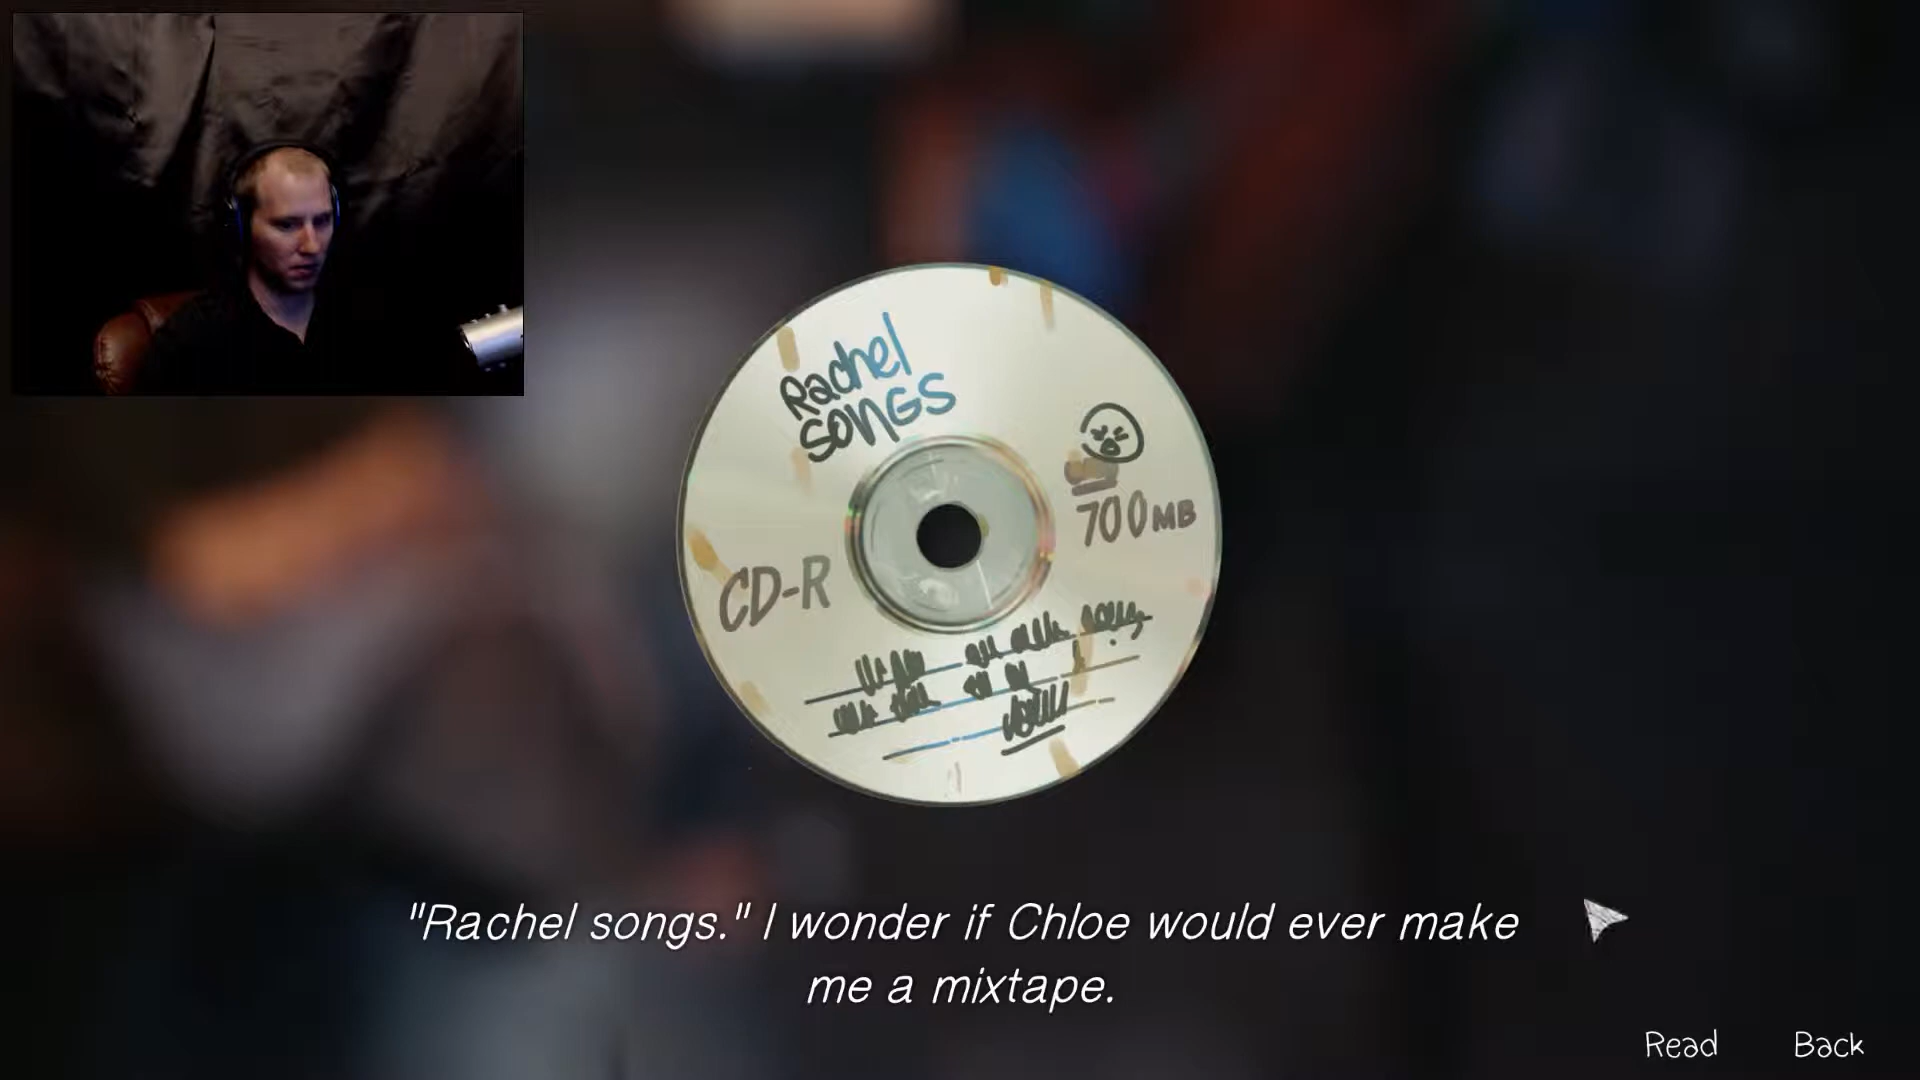 Rachel
SONGS
700MB
CD-R
"Rachel songs." I wonder if Chloe would ever make
me a mixtape.
Read
Back